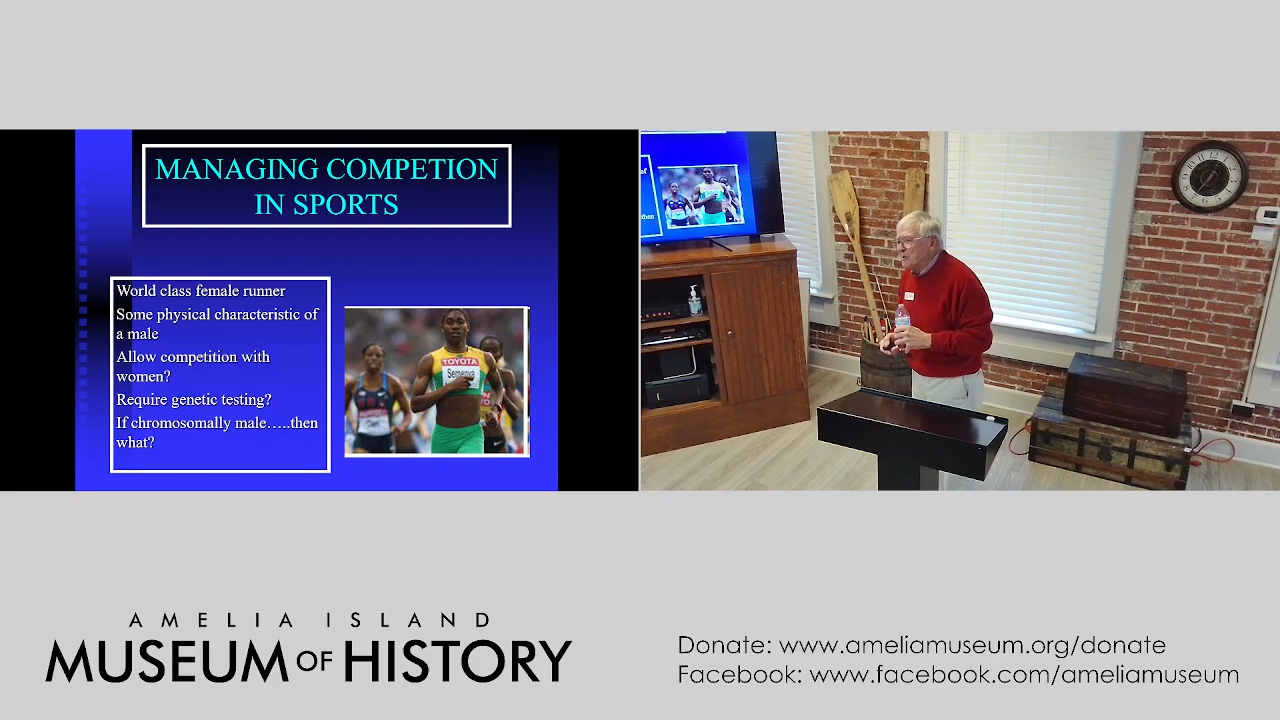 MANAGING COMPETION
IN SPORTS
World class female runner
Some physical characteristic of
a male
Allow competition with
women?
Require genetic testing?
If chromosomally male…..then
what?
TOYOTA
Semenya
AMELIA ISLAND
MUSEUM OF HISTORY
Donate: www.ameliamuseum.org/donate
Facebook: www.facebook.com/ameliamuseum